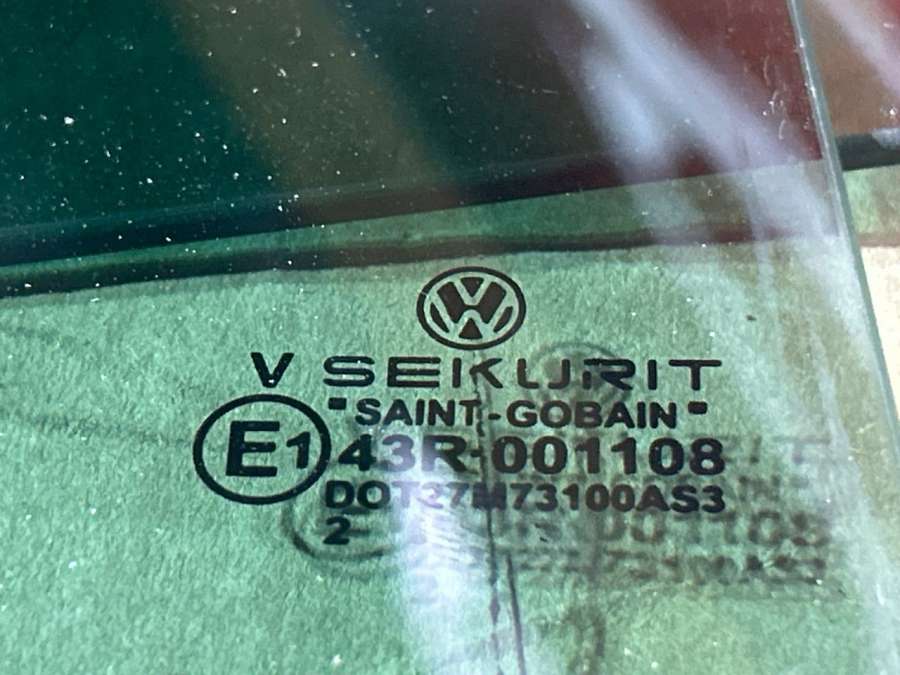 V SEKURIT
"SAINT-GOBAIN"
E1 43R-001108
DOT27M73100AS3
2